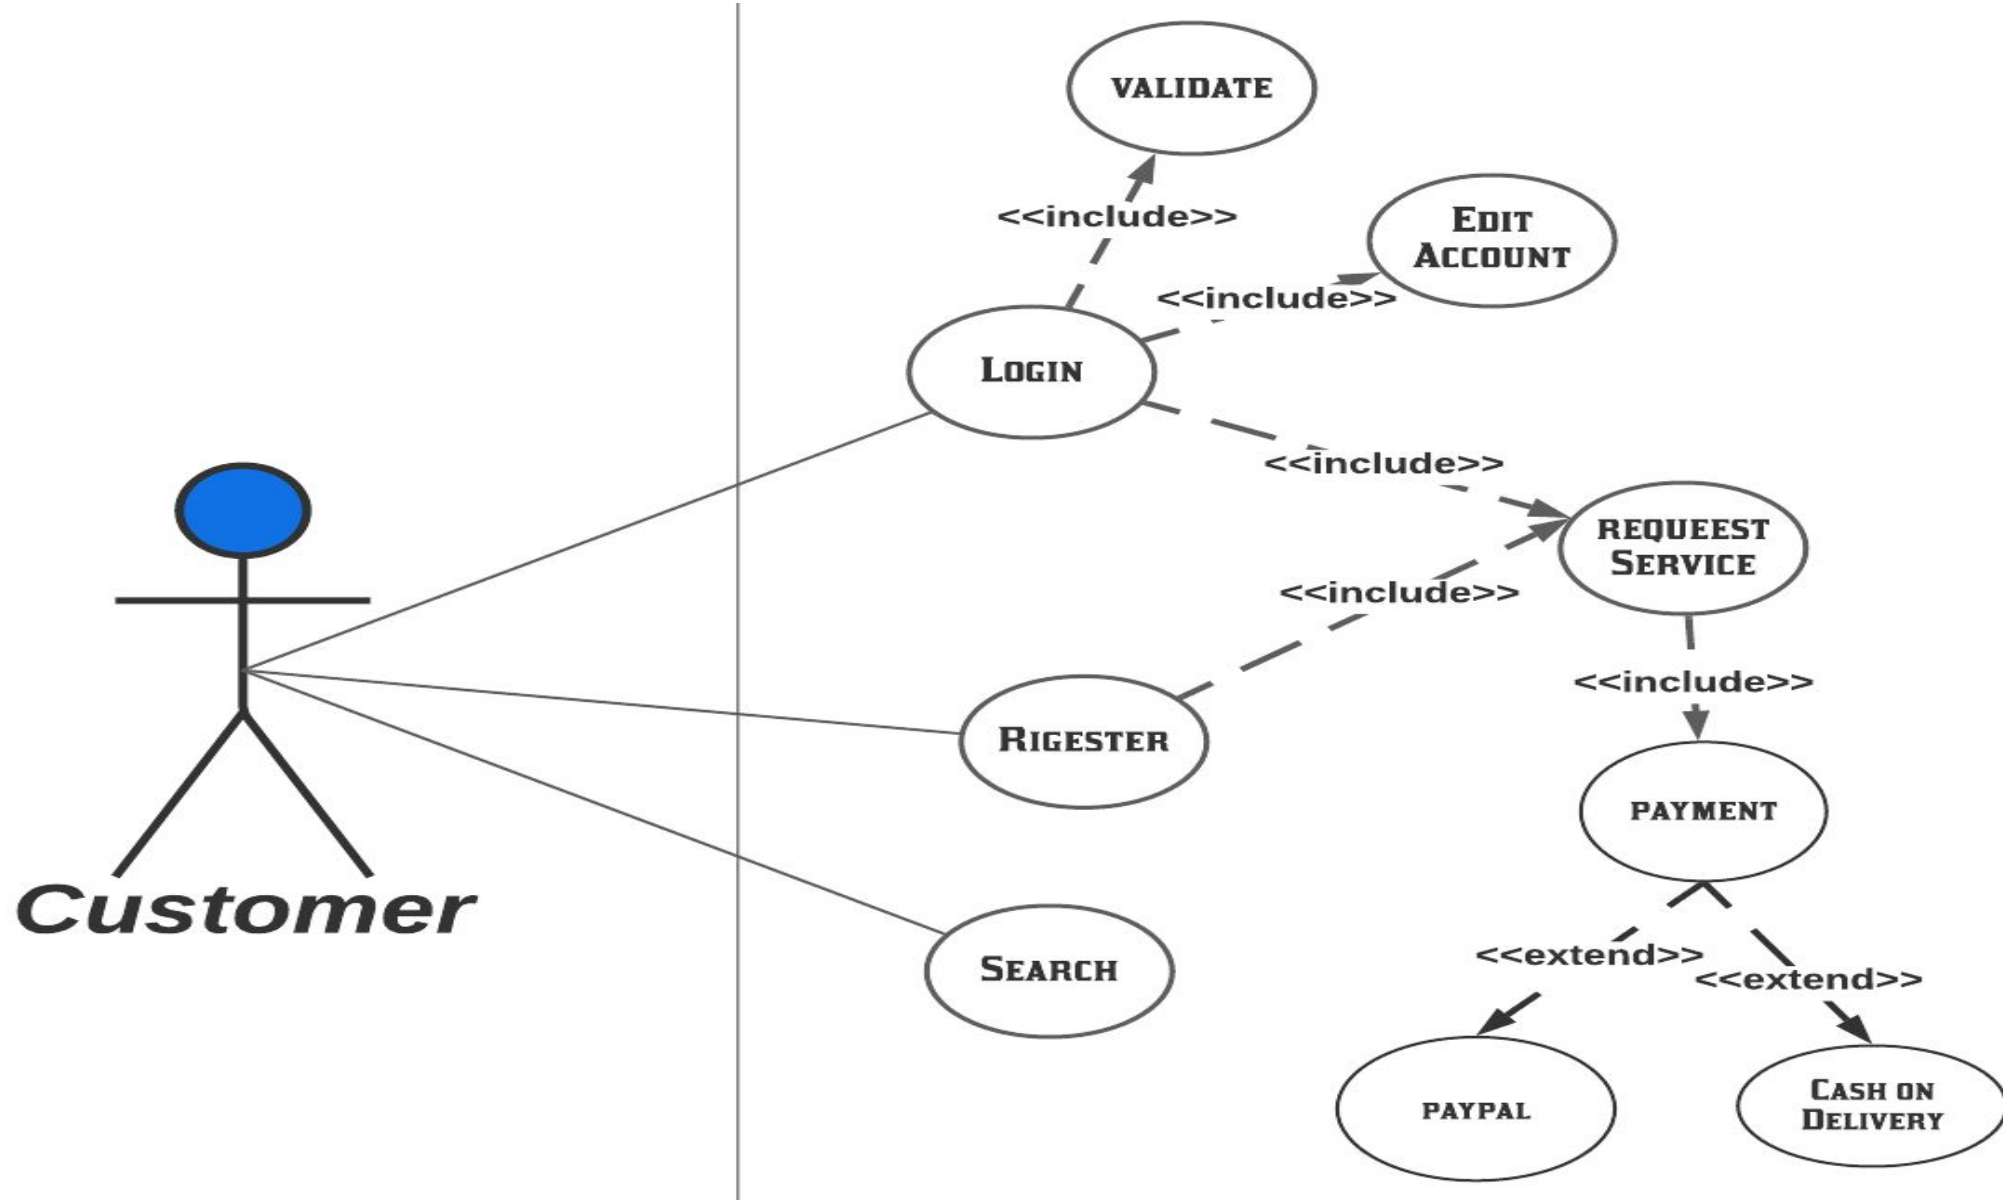 VALIDATE
<<include>>
EDIT
ACCOUNT
<<include>>
LOGIN
<<include>>
REQUEEST
SERVICE
<<include>>
<<include>>
RIGESTER
PAYMENT
Customer
SEARCH
<<extend>>
<<extend>>
PAYPAL
CASH ON
DELIVERY